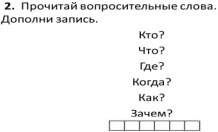 2. Прочитай вопросительные слова.
Дополни запись.
Кто?
Что?
Где?
Когда?
Как?
Зачем?